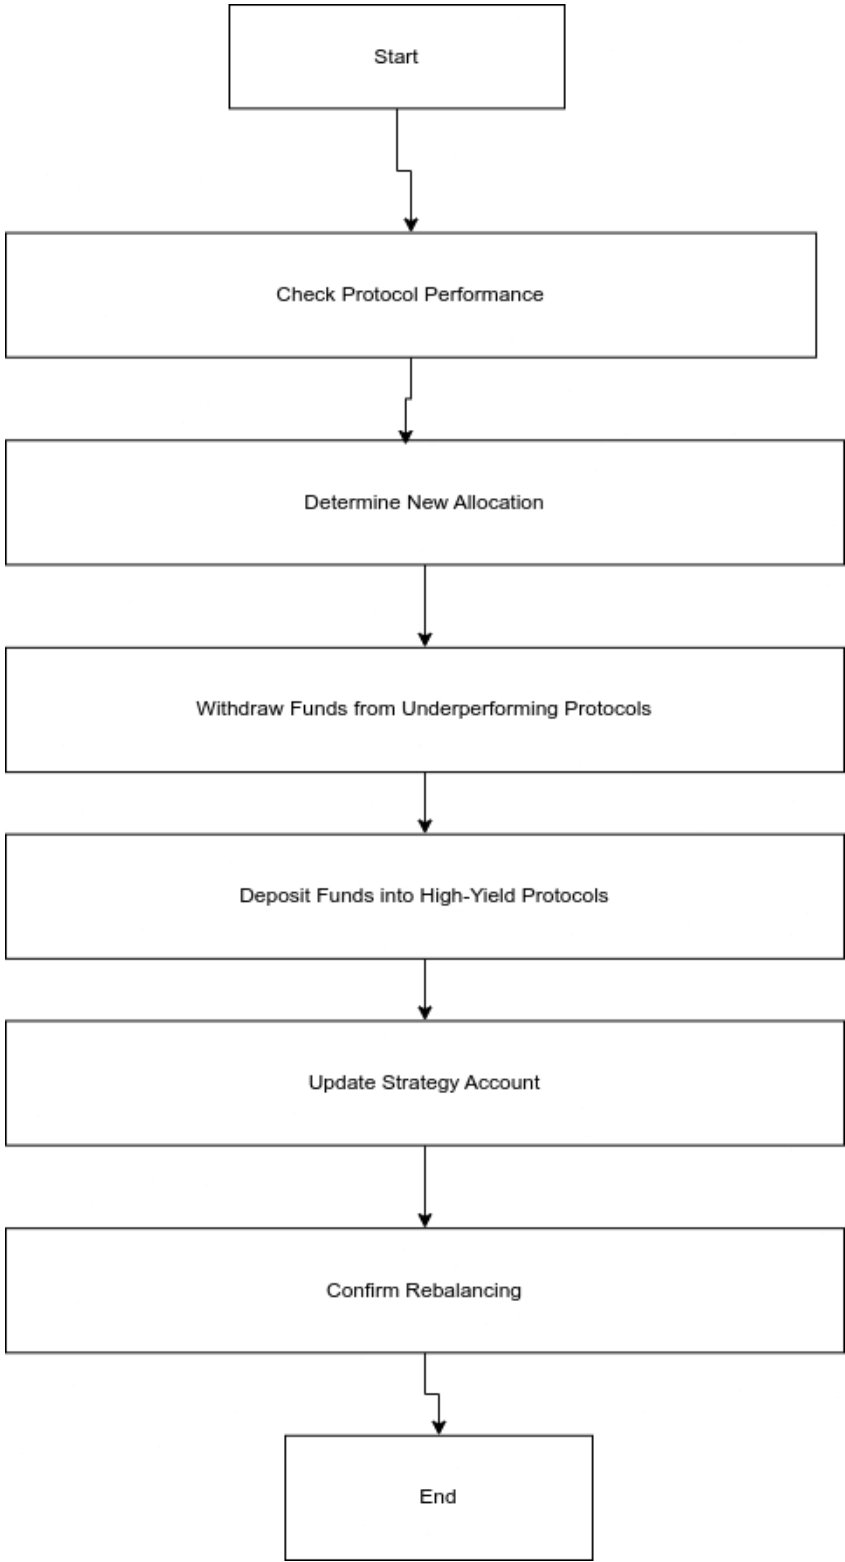 Start
Check Protocol Performance
Determine New Allocation
Withdraw Funds from Underperforming Protocols
Deposit Funds into High-Yield Protocols
Update Strategy Account
Confirm Rebalancing
End